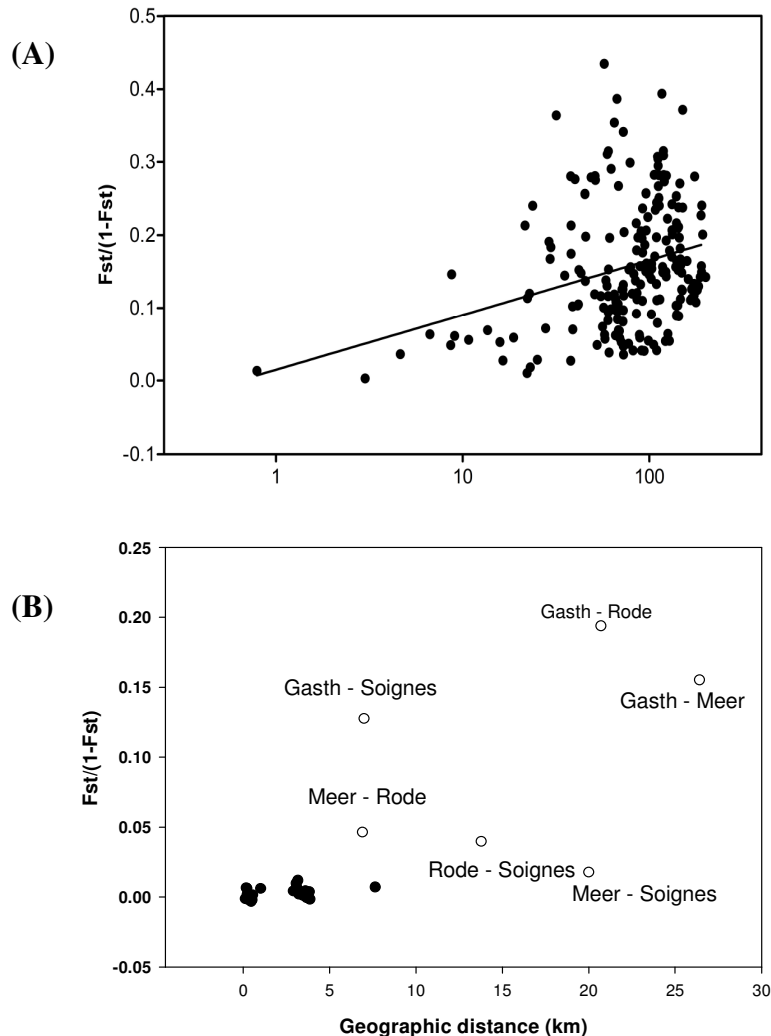 (A)
0.5
0.4
0.3
0.2
0.1
0.0
-0.1
Fst/(1-Fst)
1 10 100
(B)
0.25
0.20
0.15
0.10
0.05
0.00
-0.05
Fst/(1-Fst)
Gasth - Rode
Gasth - Soignes
Gasth - Meer
Meer - Rode
Rode - Soignes
Meer - Soignes
0 5 10 15 20 25 30
Geographic distance (km)